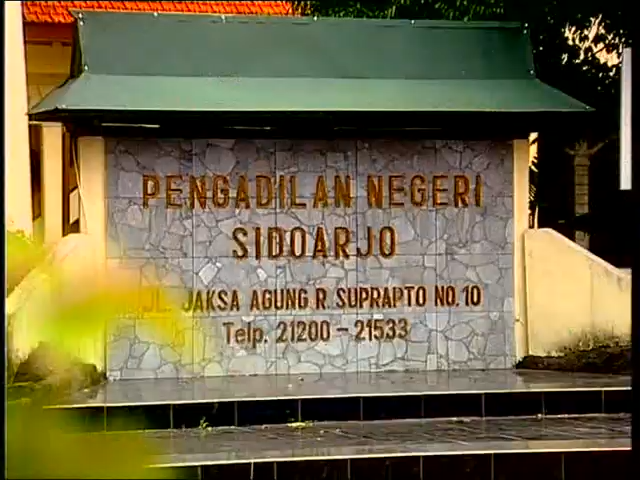 PENGADILAN NEGERI
SIDOARJO
JL. JAKSA AGUNG R SUPRAPTO NO.10
Telp. 21200 - 21533